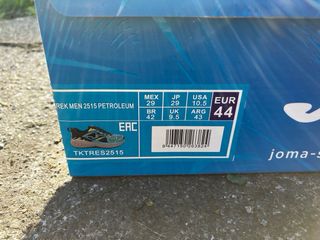 REK MEN 2515 PETROLEUM
MEX 29
JP 29
USA 10.5
EUR 44
BR 42
UK 9.5
ARG 43
EAC
TKTRES2515
joma-s